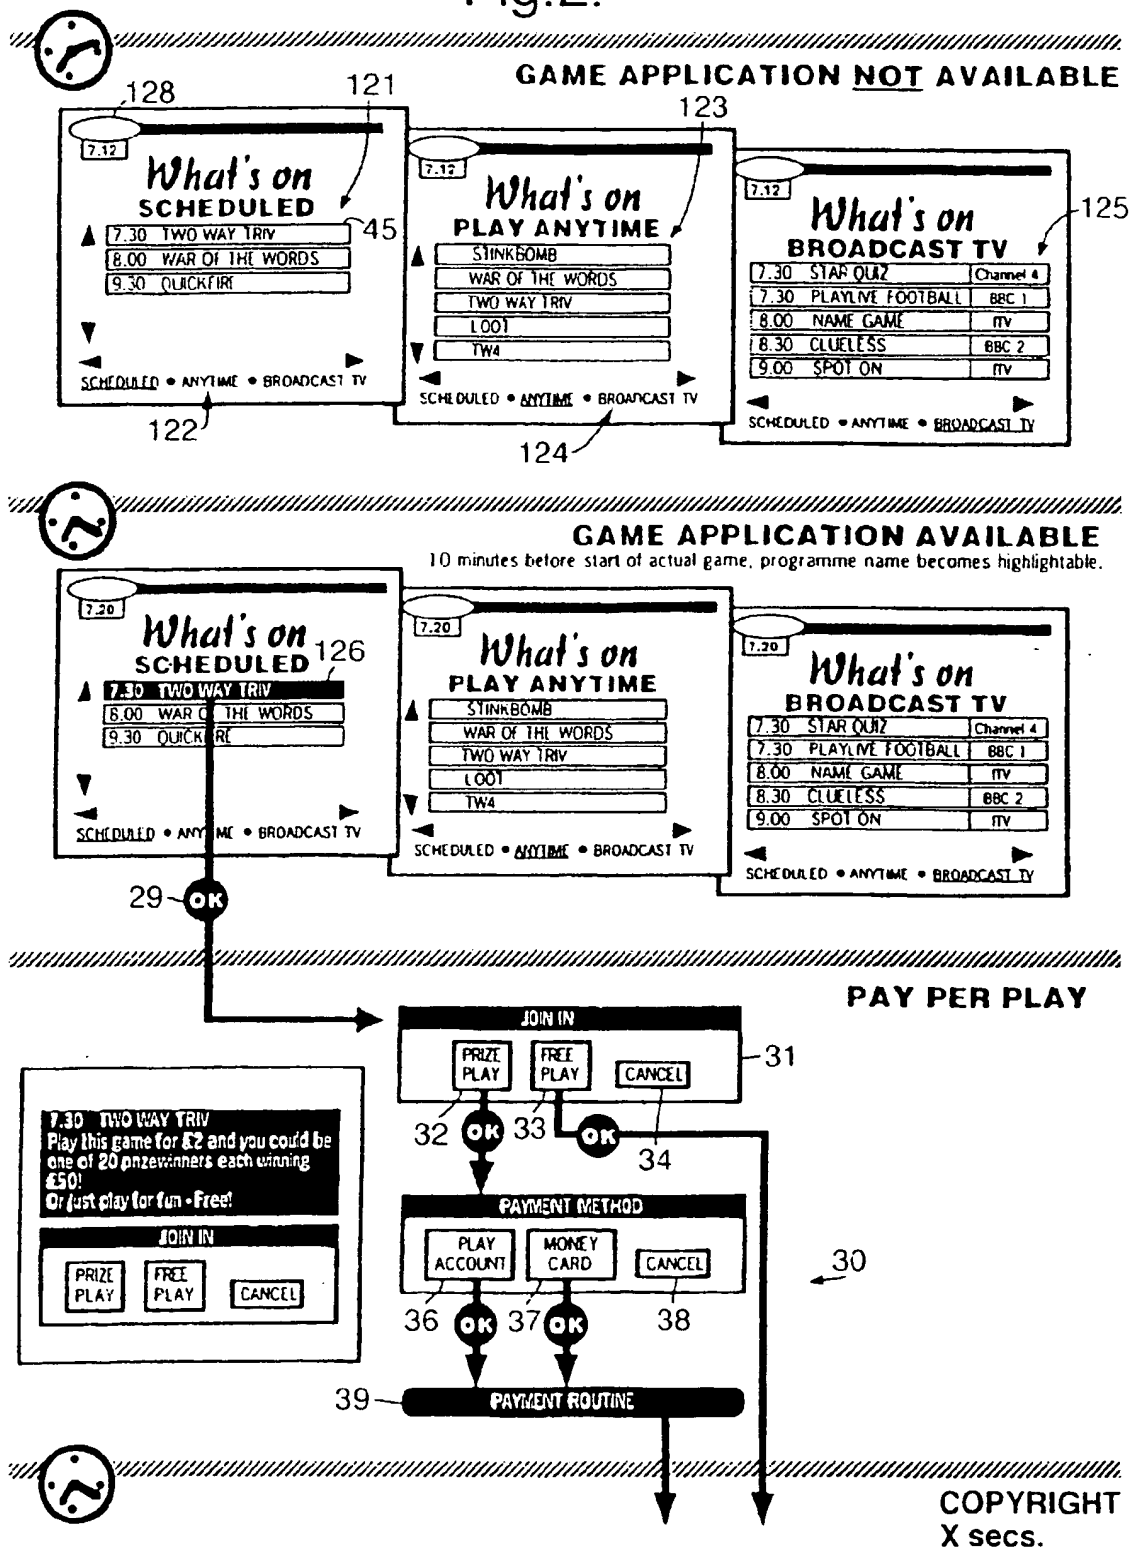 Fig.2.
GAME APPLICATION NOT AVAILABLE
128
121
123
125
7.12
What's on
SCHEDULED
45
7.30 TWO WAY TRIV
8.00 WAR OF THE WORDS
9.30 QUICKFIRE
SCHEDULED • ANYTIME • BROADCAST TV
122
7.12
What's on
PLAY ANYTIME
STINKBOMB
WAR OF THE WORDS
TWO WAY TRIV
LOOT
TW4
SCHEDULED • ANYTIME • BROADCAST TV
124
7.12
What's on
BROADCAST TV
7.30 STAR QUIZ Channel 4
7.30 PLAYLIVE FOOTBALL BBC 1
8.00 NAME GAME ITV
8.30 CLUELESS BBC 2
9.00 SPOT ON ITV
SCHEDULED • ANYTIME • BROADCAST TV
GAME APPLICATION AVAILABLE
10 minutes before start of actual game, programme name becomes highlightable.
7.20
What's on
SCHEDULED
126
7.30 TWO WAY TRIV
8.00 WAR OF THE WORDS
9.30 QUICKFIRE
SCHEDULED • ANYTIME • BROADCAST TV
7.20
What's on
PLAY ANYTIME
STINKBOMB
WAR OF THE WORDS
TWO WAY TRIV
LOOT
TW4
SCHEDULED • ANYTIME • BROADCAST TV
7.20
What's on
BROADCAST TV
7.30 STAR QUIZ Channel 4
7.30 PLAYLIVE FOOTBALL BBC 1
8.00 NAME GAME ITV
8.30 CLUELESS BBC 2
9.00 SPOT ON ITV
SCHEDULED • ANYTIME • BROADCAST TV
29
OK
PAY PER PLAY
JOIN IN
PRIZE PLAY
FREE PLAY
CANCEL
31
32
OK
33
OK
34
7.30 TWO WAY TRIV
Play this game for £2 and you could be
one of 20 prizewinners each winning
£50!
Or just play for fun - Free!
JOIN IN
PRIZE PLAY
FREE PLAY
CANCEL
PAYMENT METHOD
PLAY ACCOUNT
MONEY CARD
CANCEL
30
36
OK
37
OK
38
39
PAYMENT ROUTINE
COPYRIGHT
X secs.